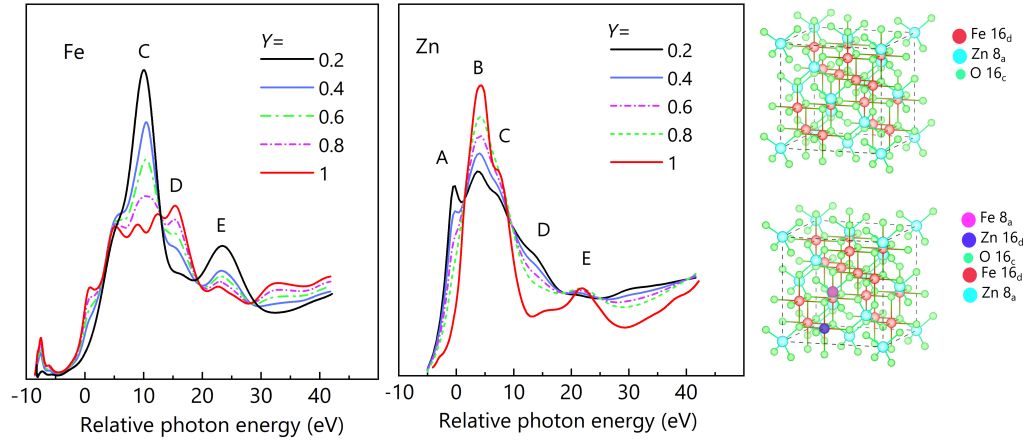 Fe
C
D
E
Y=
0.2
0.4
0.6
0.8
1
-10
0
10
20
30
40
Relative photon energy (eV)
Zn
A
B
C
D
E
Y=
0.2
0.4
0.6
0.8
1
-10
0
10
20
30
40
Relative photon energy (eV)
Fe 16d
Zn 8a
O 16c
Fe 8a
Zn 16d
O 16c
Fe 16d
Zn 8a